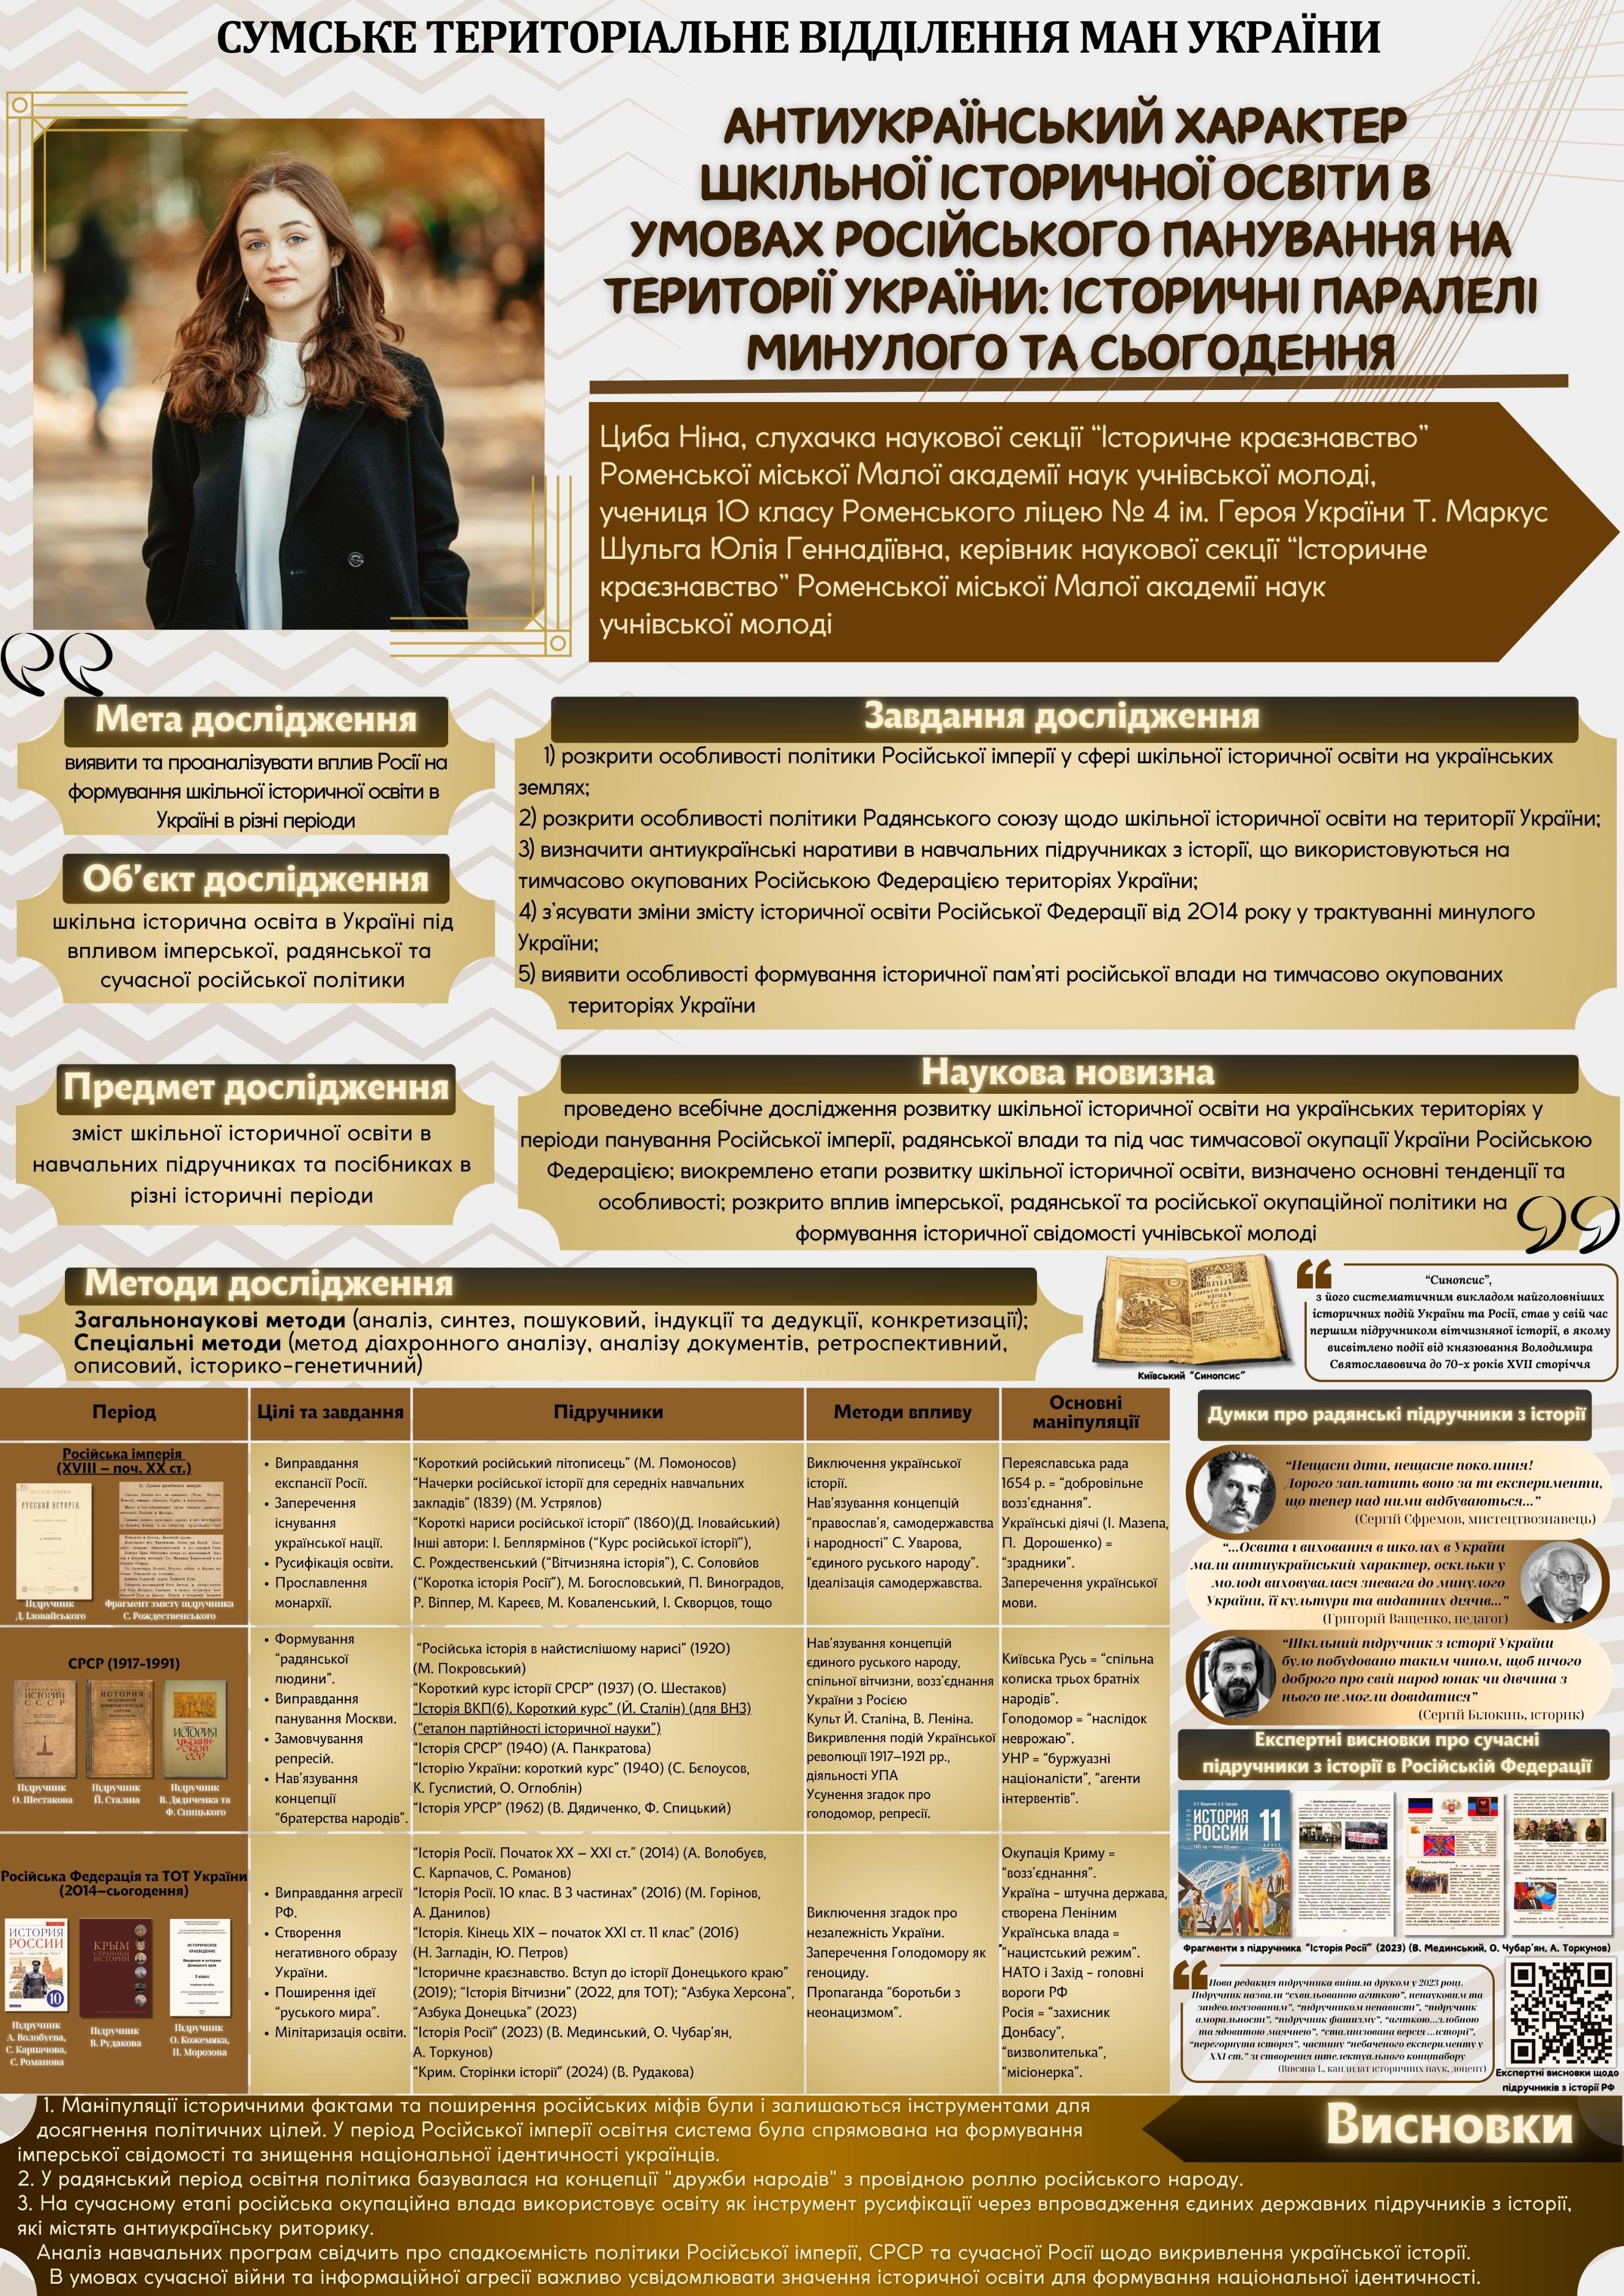 СУМСЬКЕ ТЕРИТОРІАЛЬНЕ ВІДДІЛЕННЯ МАН УКРАЇНИ
АНТИУКРАЇНСЬКИЙ ХАРАКТЕР
ШКІЛЬНОЇ ІСТОРИЧНОЇ ОСВІТИ В
УМОВАХ РОСІЙСЬКОГО ПАНУВАННЯ НА
ТЕРИТОРІЇ УКРАЇНИ: ІСТОРИЧНІ ПАРАЛЕЛІ
МИНУЛОГО ТА СЬОГОДЕННЯ
Циба Ніна, слухачка наукової секції “Історичне краєзнавство”
Роменської міської Малої академії наук учнівської молоді,
учениця 10 класу Роменського ліцею № 4 ім. Героя України Т. Маркус
Шульга Юлія Геннадіївна, керівник наукової секції “Історичне
краєзнавство” Роменської міської Малої академії наук
учнівської молоді
Мета дослідження
виявити та проаналізувати вплив Росії на
формування шкільної історичної освіти в
Україні в різні періоди
Об’єкт дослідження
шкільна історична освіта в Україні під
впливом імперської, радянської та
сучасної російської політики
Предмет дослідження
зміст шкільної історичної освіти в
навчальних підручниках та посібниках в
різні історичні періоди
Завдання дослідження
1) розкрити особливості політики Російської імперії у сфері шкільної історичної освіти на українських
землях;
2) розкрити особливості політики Радянського союзу щодо шкільної історичної освіти на території України;
3) визначити антиукраїнські наративи в навчальних підручниках з історії, що використовуються на
тимчасово окупованих Російською Федерацією територіях України;
4) з’ясувати зміни змісту історичної освіти Російської Федерації від 2014 року у трактуванні минулого
України;
5) виявити особливості формування історичної пам’яті російської влади на тимчасово окупованих
територіях України
Наукова новизна
проведено всебічне дослідження розвитку шкільної історичної освіти на українських територіях у
періоди панування Російської імперії, радянської влади та під час тимчасової окупації України Російською
Федерацією; виокремлено етапи розвитку шкільної історичної освіти, визначено основні тенденції та
особливості; розкрито вплив імперської, радянської та російської окупаційної політики на
формування історичної свідомості учнівської молоді
Методи дослідження
Загальнонаукові методи (аналіз, синтез, пошуковий, індукції та дедукції, конкретизації);
Спеціальні методи (метод діахронного аналізу, аналізу документів, ретроспективний,
описовий, історико-генетичний)
Київський “Синопсис”
“Синопсис”,
з його систематичним викладом найголовніших
історичних подій України та Росії, став у свій час
першим підручником вітчизняної історії, в якому
висвітлено події від князювання Володимира
Святославовича до 70-х років XVII сторіччя
Період
Цілі та завдання
Підручники
Методи впливу
Основні
маніпуляції
Російська імперія
(XVIII – поч. XX ст.)
РУССКОЙ ИСТОРІИ.
Підручник
Д. Іловайського
Фрагмент змісту підручника
С. Рождественського
• Виправдання
експансії Росії.
• Заперечення
існування
української нації.
• Русифікація освіти.
• Прославлення
монархії.
“Короткий російський літописець” (М. Ломоносов)
“Начерки російської історії для середніх навчальних
закладів” (1839) (М. Устрялов)
“Короткі нариси російської історії” (1860)(Д. Іловайський)
Інші автори: І. Беллярмінов (“Курс російської історії”),
С. Рождественський (“Вітчизняна історія”), С. Соловйов
(“Коротка історія Росії”), М. Богословський, П. Виноградов,
Р. Віппер, М. Кареєв, М. Коваленський, І. Скворцов, тощо
Виключення української
історії.
Нав’язування концепцій
“православ’я, самодержавства
і народності” С. Уварова,
“єдиного руського народу”.
Ідеалізація самодержавства.
Переяславська рада
1654 р. = “добровільне
возз’єднання”.
Українські діячі (І. Мазепа,
П. Дорошенко) =
“зрадники”.
Заперечення української
мови.
СРСР (1917-1991)
ИСТОРИИ
СССР
ИСТОРИЯ
ИСТОРИЯ
УКРАИН-
СКОЙ
ССР
Підручник
О. Шестакова
Підручник
Й. Сталіна
Підручник
В. Дядиченка та
Ф. Спицького
• Формування
“радянської
людини”.
• Виправдання
панування Москви.
• Замовчування
репресій.
• Нав’язування
концепції
“братерства народів”.
“Російська історія в найстислішому нарисі” (1920)
(М. Покровський)
“Короткий курс історії СРСР” (1937) (О. Шестаков)
“Історія ВКП(б). Короткий курс” (Й. Сталін) (для ВНЗ)
(“еталон партійності історичної науки”)
“Історія СРСР” (1940) (А. Панкратова)
“Історію України: короткий курс” (1940) (С. Бєлоусов,
К. Гуслистий, О. Оглоблін)
“Історія УРСР” (1962) (В. Дядиченко, Ф. Спицький)
Нав’язування концепцій
єдиного руського народу,
спільної вітчизни, возз’єднання
України з Росією
Культ Й. Сталіна, В. Леніна.
Викривлення подій Української
революції 1917–1921 рр.,
діяльності УПА
Усунення згадок про
голодомор, репресії.
Київська Русь = “спільна
колиска трьох братніх
народів”.
Голодомор = “наслідок
неврожаю”.
УНР = “буржуазні
націоналісти”, “агенти
інтервентів”.
Російська Федерація та ТОТ України
(2014–сьогодення)
ИСТОРИЯ
РОССИИ
10
КРЫМ
СТРАНИЦЫ
ИСТОРИИ
ИСТОРИЧЕСКОЕ
КРАЕВЕДЕНИЕ
Підручник
А. Волобуєва,
С. Карпачова,
С. Романова
Підручник
В. Рудакова
Підручник
О. Кожемяка,
П. Морозова
• Виправдання агресії
РФ.
• Створення
негативного образу
України.
• Поширення ідеї
“руського мира”.
• Мілітаризація освіти.
“Історія Росії. Початок XX – XXI ст.” (2014) (А. Волобуєв,
С. Карпачов, С. Романов)
“Історія Росії. 10 клас. В 3 частинах” (2016) (М. Горінов,
А. Данилов)
“Історія. Кінець XIX – початок XXI ст. 11 клас” (2016)
(Н. Загладін, Ю. Петров)
“Історичне краєзнавство. Вступ до історії Донецького краю”
(2019); “Історія Вітчизни” (2022, для ТОТ); “Азбука Херсона”,
“Азбука Донецька” (2023)
“Історія Росії” (2023) (В. Мединський, О. Чубар’ян,
А. Торкунов)
“Крим. Сторінки історії” (2024) (В. Рудакова)
Виключення згадок про
незалежність України.
Заперечення Голодомору як
геноциду.
Пропаганда “боротьби з
неонацизмом”.
Окупація Криму =
“возз’єднання”.
Україна - штучна держава,
створена Леніним
Українська влада =
“нацистський режим”.
НАТО і Захід - головні
вороги РФ
Росія = “захисник
Донбасу”,
“визволителька”,
“місіонерка”.
Думки про радянські підручники з історії
“Нещасні діти, нещасне покоління!
Дорого заплатить воно за ті експерименти,
що тепер над ними відбуваються...”
(Сергій Єфремов, мистецтвознавець)
“...Освіта і виховання в школах в Україні
мали антиукраїнський характер, оскільки у
молоді виховувалася зневага до минулого
України, її культури та видатних діячів...”
(Григорій Ващенко, педагог)
“Шкільний підручник з історії України
було побудовано таким чином, щоб нічого
доброго про свій народ юнак чи дівчина з
нього не могли довідатися”
(Сергій Білокінь, історик)
Експертні висновки про сучасні
підручники з історії в Російській Федерації
ИСТОРИЯ
РОССИИ
11
КЛАСС
Фрагменти з підручника “Історія Росії” (2023) (В. Мединський, О. Чубар’ян, А. Торкунов)
Нова редакція підручника вийшла друком у 2023 році.
Підручник назвали “схвильованою агіткою”, ненауковим та
заідеологізованим”, “підручником ненависті”, “підручник
аморальності”, “підручник фашизму”, “агіткою...злобною
та ядовитою маячнею”, “сталінізована версія ...історії”,
“перегорнута історія”, частину “небаченого експерименту у
XXI ст.” зі створення інтелектуального концтабору
(Вівсяна І., кандидат історичних наук, доцент)
Експертні висновки щодо
підручників з історії РФ
Висновки
1. Маніпуляції історичними фактами та поширення російських міфів були і залишаються інструментами для
досягнення політичних цілей. У період Російської імперії освітня система була спрямована на формування
імперської свідомості та знищення національної ідентичності українців.
2. У радянський період освітня політика базувалася на концепції "дружби народів" з провідною роллю російського народу.
3. На сучасному етапі російська окупаційна влада використовує освіту як інструмент русифікації через впровадження єдиних державних підручників з історії,
які містять антиукраїнську риторику.
Аналіз навчальних програм свідчить про спадкоємність політики Російської імперії, СРСР та сучасної Росії щодо викривлення української історії.
В умовах сучасної війни та інформаційної агресії важливо усвідомлювати значення історичної освіти для формування національної ідентичності.